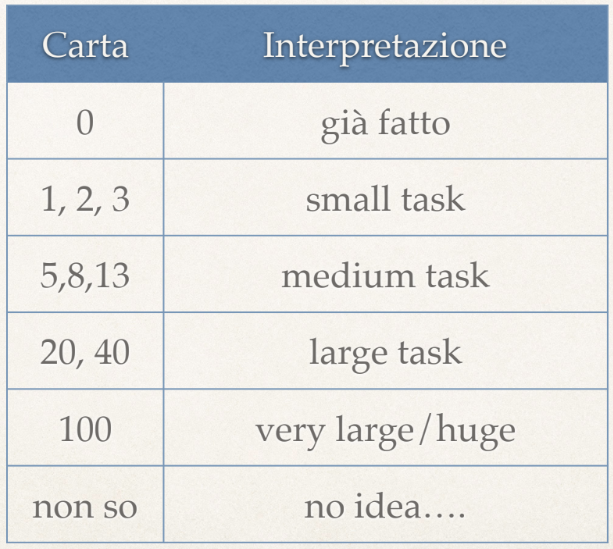 Carta Interpretazione
0 già fatto
1, 2, 3 small task
5,8,13 medium task
20, 40 large task
100 very large/huge
non so no idea....